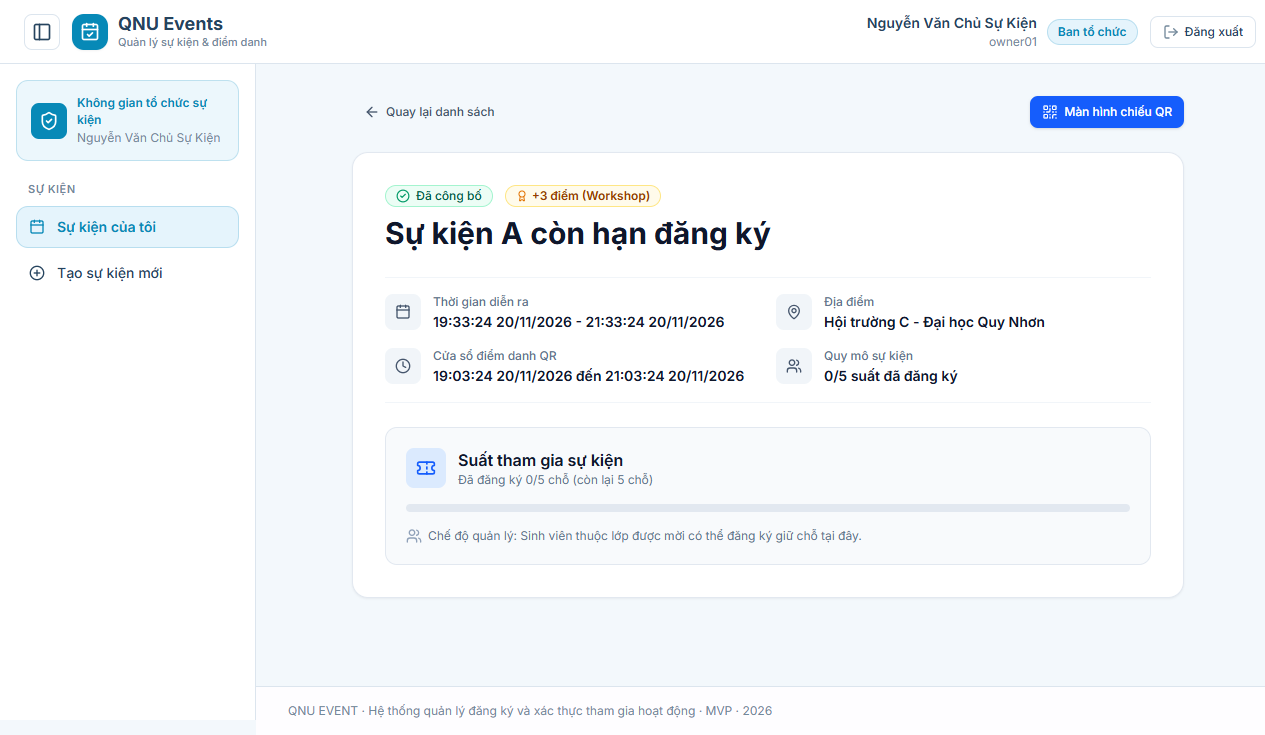 QNU Events
Quản lý sự kiện & điểm danh
Nguyễn Văn Chủ Sự Kiện
owner01
Ban tổ chức
Đăng xuất
Không gian tổ chức sự
kiện
Nguyễn Văn Chủ Sự Kiện
SỰ KIỆN
Sự kiện của tôi
Tạo sự kiện mới
Quay lại danh sách
Màn hình chiếu QR
Đã công bố
+3 điểm (Workshop)
Sự kiện A còn hạn đăng ký
Thời gian diễn ra
19:33:24 20/11/2026 - 21:33:24 20/11/2026
Địa điểm
Hội trường C - Đại học Quy Nhơn
Cửa sổ điểm danh QR
19:03:24 20/11/2026 đến 21:03:24 20/11/2026
Quy mô sự kiện
0/5 suất đã đăng ký
Suất tham gia sự kiện
Đã đăng ký 0/5 chỗ (còn lại 5 chỗ)
Chế độ quản lý: Sinh viên thuộc lớp được mời có thể đăng ký giữ chỗ tại đây.
QNU EVENT · Hệ thống quản lý đăng ký và xác thực tham gia hoạt động · MVP · 2026